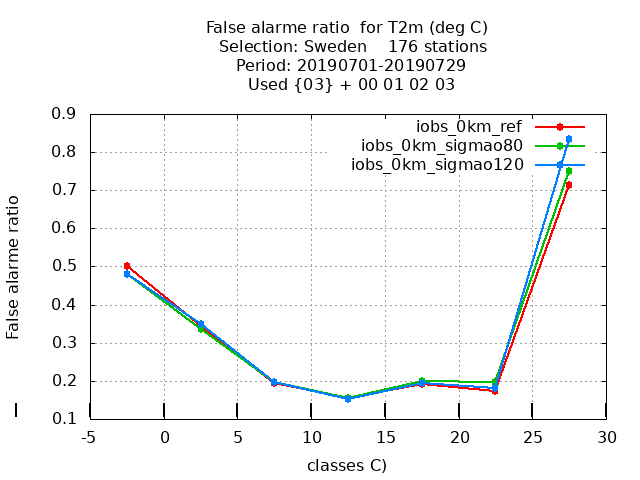 False alarme ratio  for T2m (deg C)
Selection: Sweden    176 stations
Period: 20190701-20190729
Used {03} + 00 01 02 03
iobs_0km_ref
iobs_0km_sigmao80
iobs_0km_sigmao120
False alarme ratio
0.9
0.8
0.7
0.6
0.5
0.4
0.3
0.2
0.1
-5 0 5 10 15 20 25 30
classes C)